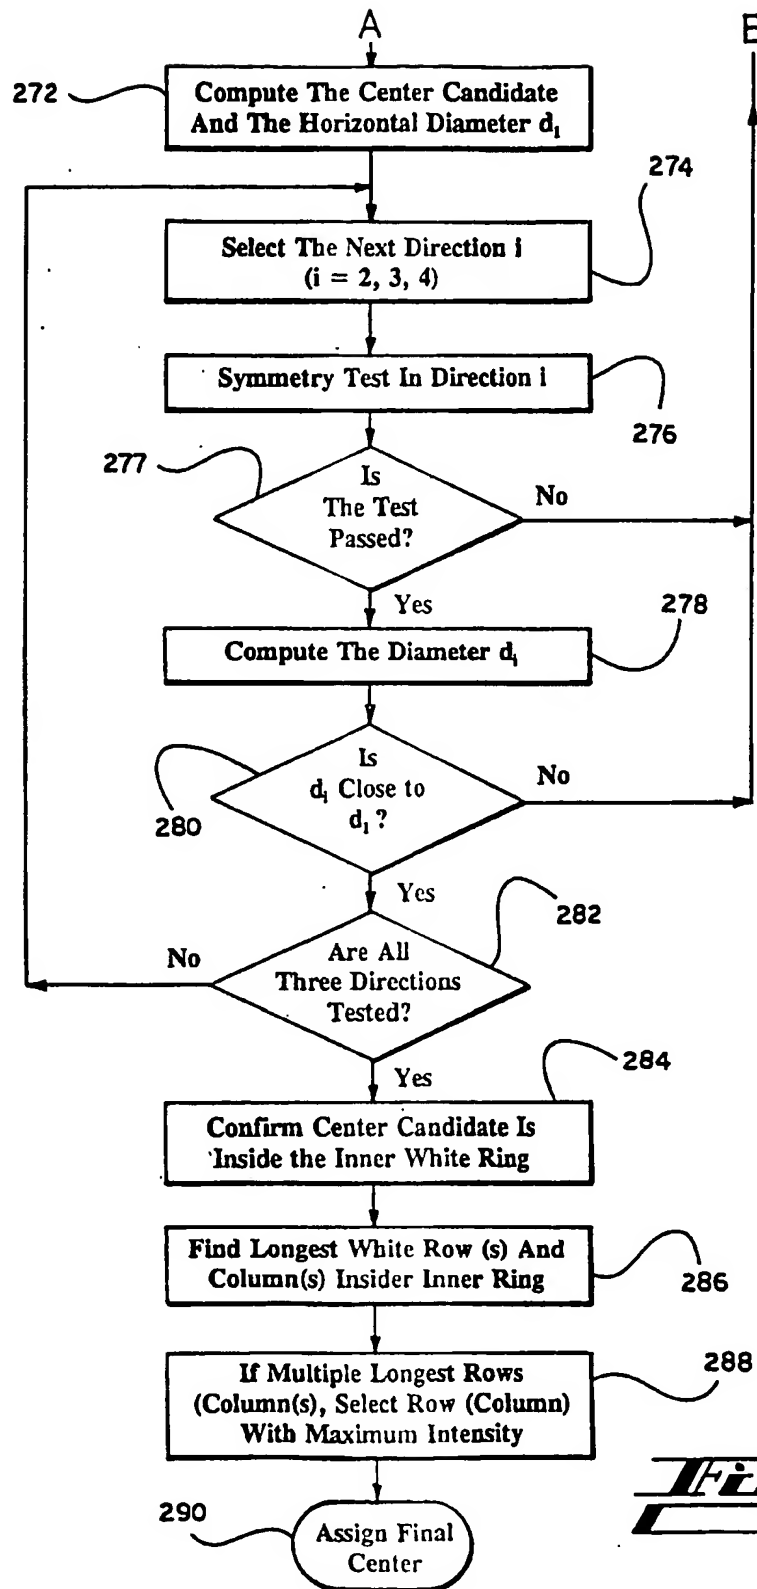 A
B
272
Compute The Center Candidate
And The Horizontal Diameter d₁
274
Select The Next Direction i
(i = 2, 3, 4)
Symmetry Test In Direction i
276
277
Is
The Test
Passed?
No
Yes
278
Compute The Diameter dᵢ
Is
dᵢ Close to
d₁ ?
No
280
Yes
282
No
Are All
Three Directions
Tested?
Yes
284
Confirm Center Candidate Is
Inside the Inner White Ring
Find Longest White Row (s) And
Column(s) Insider Inner Ring
286
If Multiple Longest Rows
(Column(s), Select Row (Column)
With Maximum Intensity
288
290
Assign Final
Center